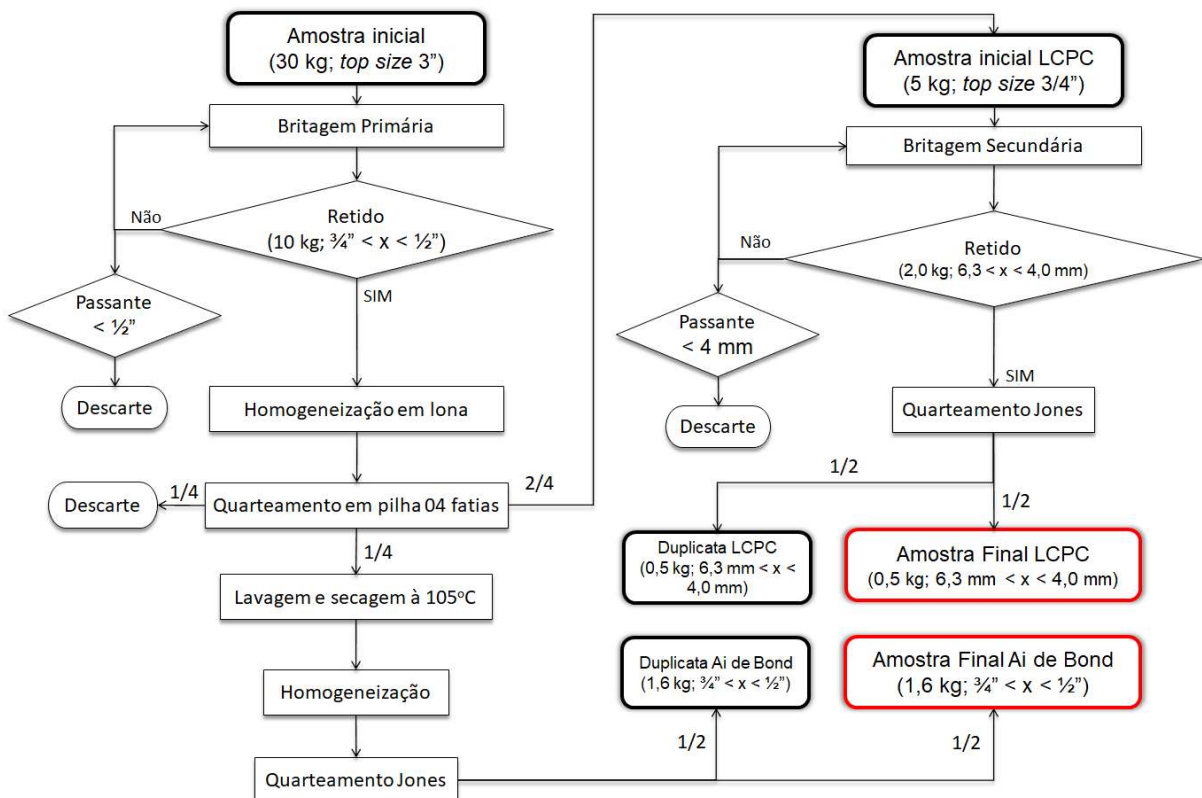 Amostra inicial
(30 kg; top size 3”)
Britagem Primária
Não
Retido
(10 kg; ¾” < x < ½”)
SIM
Passante
< ½”
Descarte
Homogeneização em lona
Descarte
1/4
Quarteamento em pilha 04 fatias
2/4
1/4
Lavagem e secagem à 105ºC
Homogeneização
Quarteamento Jones
Amostra inicial LCPC
(5 kg; top size 3/4”)
Britagem Secundária
Não
Retido
(2,0 kg; 6,3 < x < 4,0 mm)
Passante
< 4 mm
SIM
Descarte
Quarteamento Jones
1/2
1/2
Duplicata LCPC
(0,5 kg; 6,3 mm < x <
4,0 mm)
Amostra Final LCPC
(0,5 kg; 6,3 mm < x < 4,0 mm)
Duplicata Ai de Bond
(1,6 kg; ¾” < x < ½”)
Amostra Final Ai de Bond
(1,6 kg; ¾” < x < ½”)
1/2
1/2